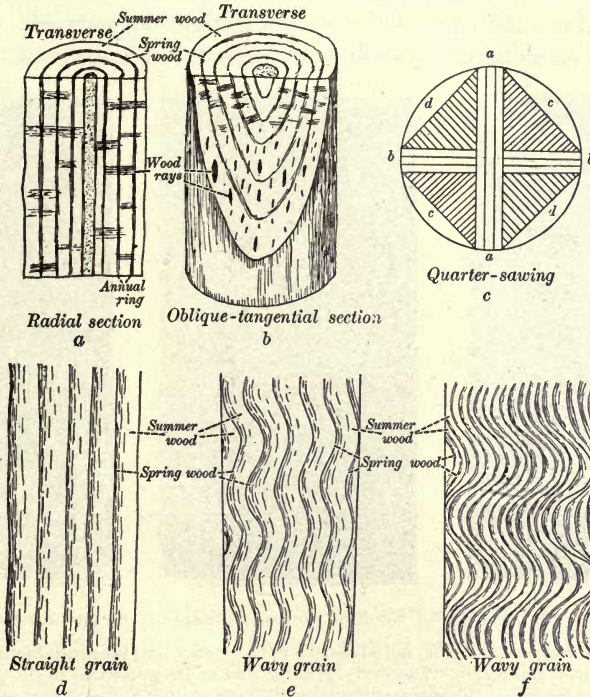 Summer wood
Transverse
Transverse
Spring wood
Wood rays
Annual ring
Radial section
a
Oblique-tangential section
b
a
d
c
b
b
c
d
a
Quarter-sawing
c
Summer wood
Spring wood
Summer wood
Spring wood
Straight grain
d
Wavy grain
e
Wavy grain
f